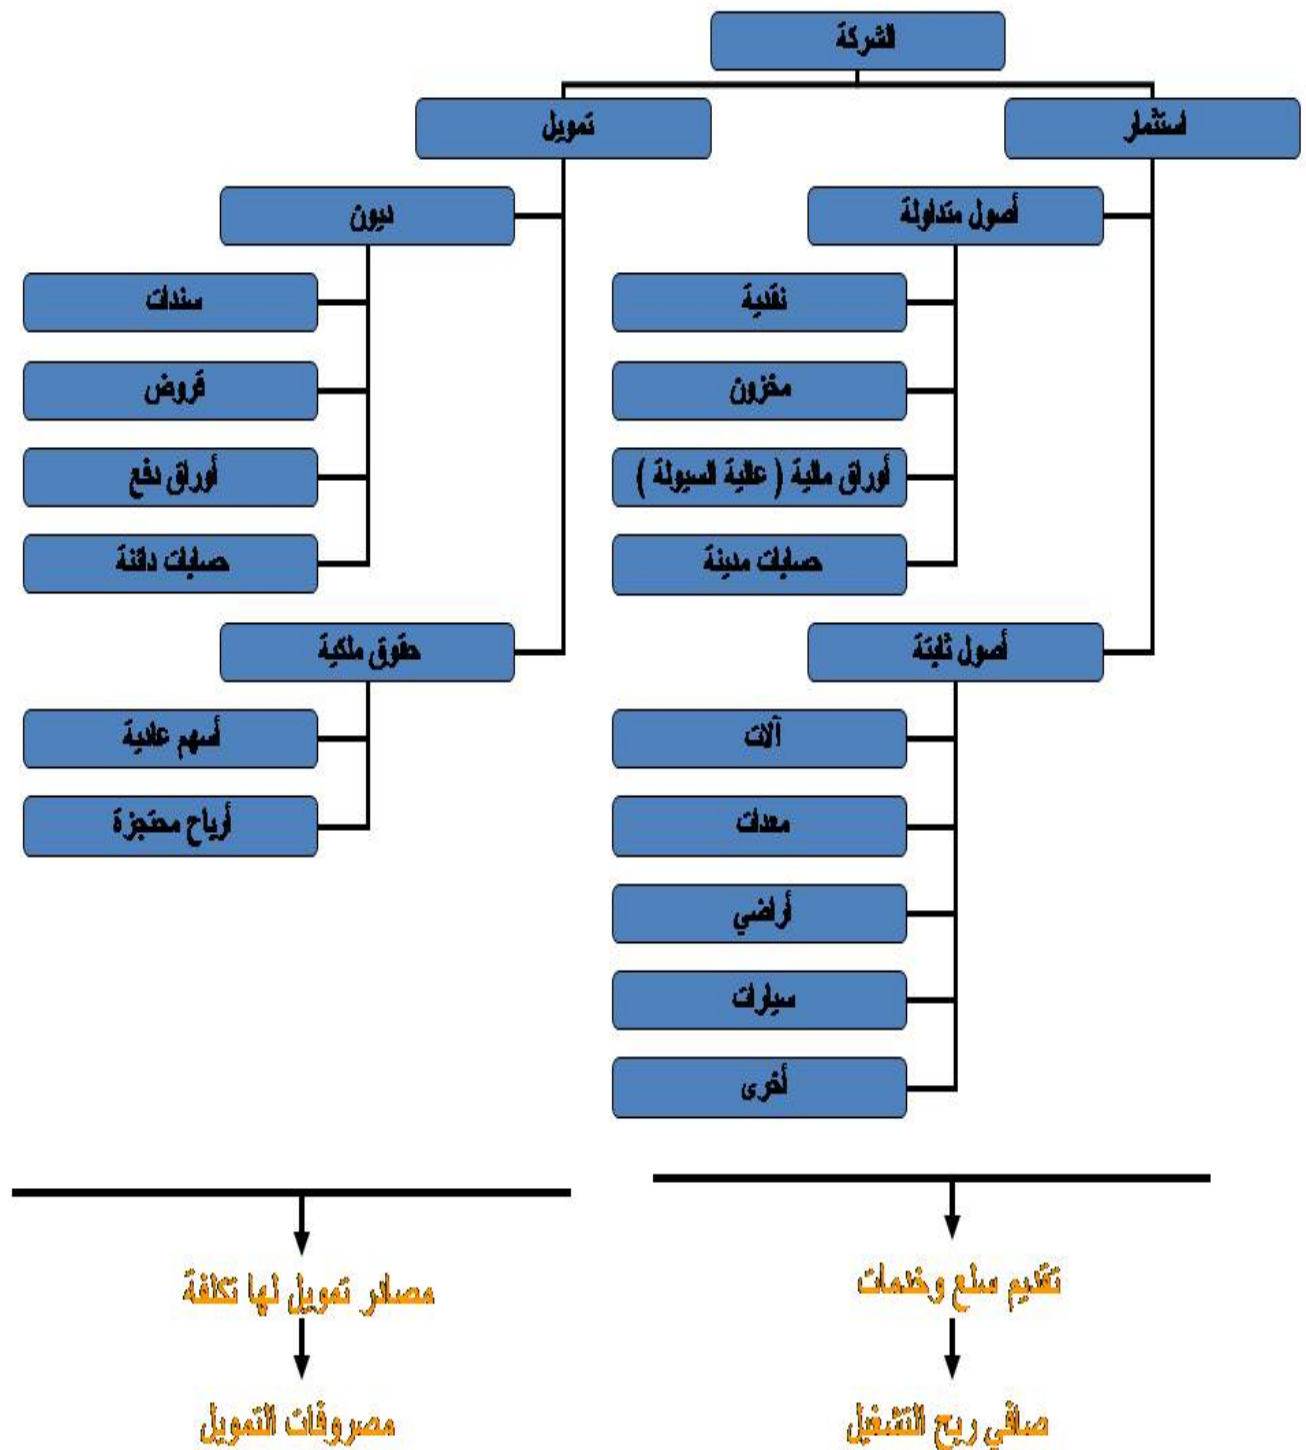 الشركة
استثمار
تمويل
أصول متداولة
نقدية
مخزون
أوراق مالية ( عالية السيولة )
حسابات مدينة
أصول ثابتة
آلات
معدات
أراضي
سيارات
أخرى
ديون
سندات
قروض
أوراق دفع
حسابات دائنة
حقوق ملكية
أسهم عادية
أرباح محتجزة
تقديم سلع وخدمات
صافي ربح التشغيل
مصادر تمويل لها تكلفة
مصروفات التمويل